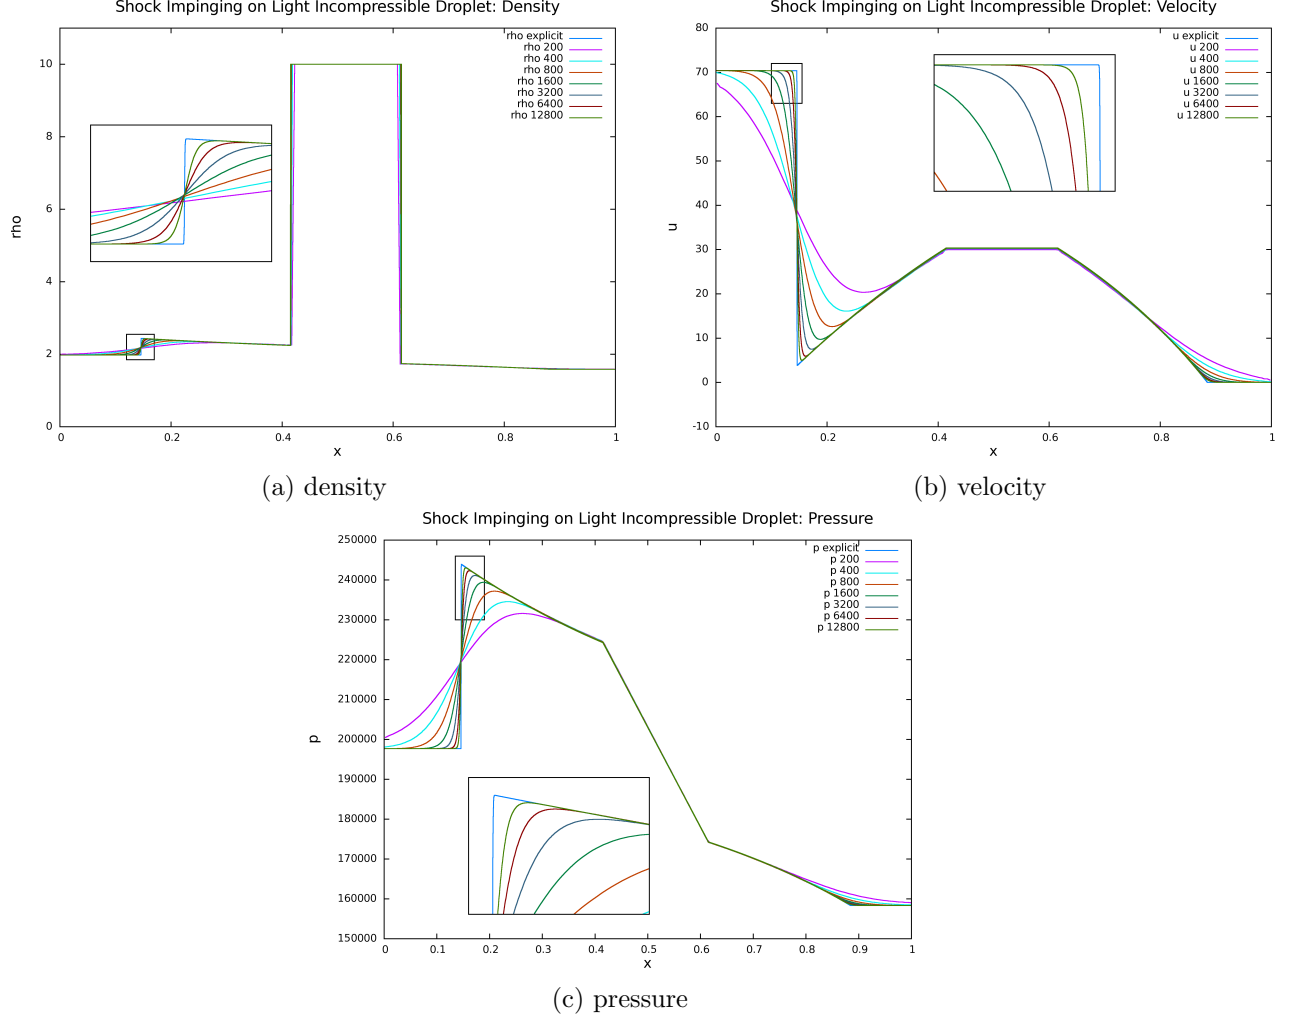 Shock Impinging on Light Incompressible Droplet: Density
rho explicit
rho 200
rho 400
rho 800
rho 1600
rho 3200
rho 6400
rho 12800
10
8
6
4
2
0
rho
0 0.2 0.4 0.6 0.8 1
x
(a) density
Shock Impinging on Light Incompressible Droplet: Velocity
u explicit
u 200
u 400
u 800
u 1600
u 3200
u 6400
u 12800
80
70
60
50
40
30
20
10
0
-10
u
0 0.2 0.4 0.6 0.8 1
x
(b) velocity
Shock Impinging on Light Incompressible Droplet: Pressure
p explicit
p 200
p 400
p 800
p 1600
p 3200
p 6400
p 12800
250000
240000
230000
220000
210000
200000
190000
180000
170000
160000
150000
p
0 0.1 0.2 0.3 0.4 0.5 0.6 0.7 0.8 0.9 1
x
(c) pressure